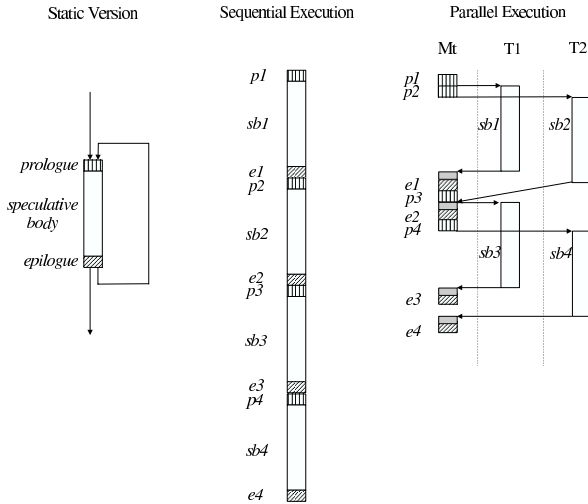 Static Version
prologue
speculative
body
epilogue
Sequential Execution
p1
sb1
e1
p2
sb2
e2
p3
sb3
e3
p4
sb4
e4
Parallel Execution
Mt T1 T2
p1
p2
sb1 sb2
e1
p3
e2
p4
sb3 sb4
e3
e4